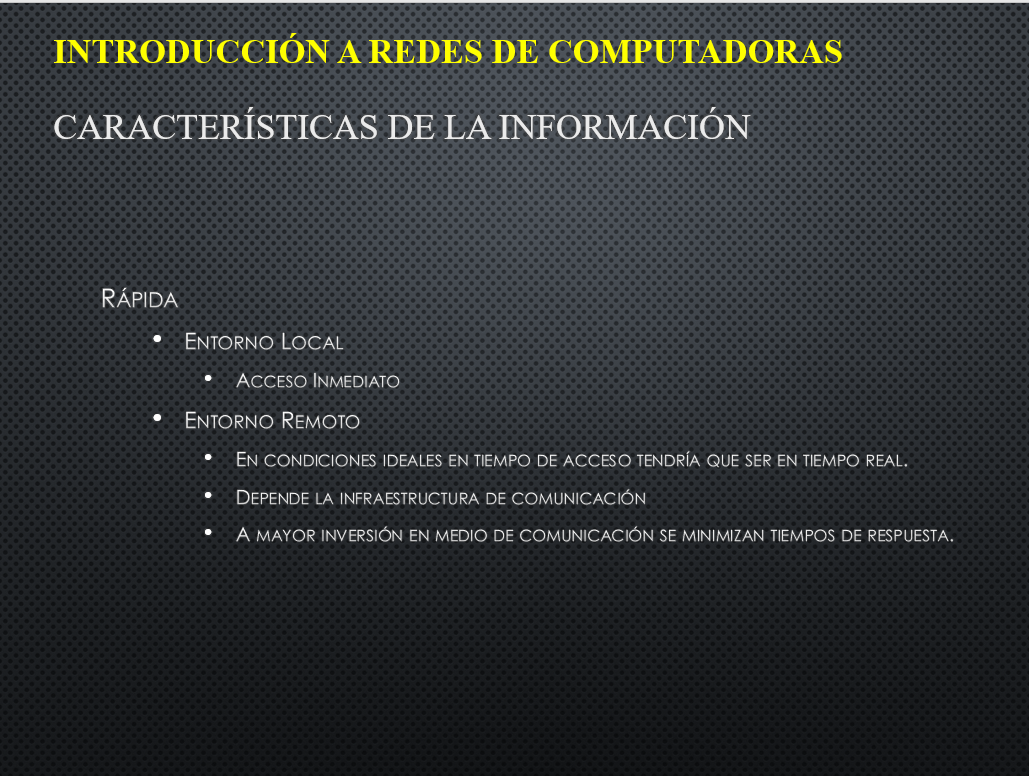 INTRODUCCIÓN A REDES DE COMPUTADORAS
CARACTERÍSTICAS DE LA INFORMACIÓN
RÁPIDA
• ENTORNO LOCAL
• ACCESO INMEDIATO
• ENTORNO REMOTO
• EN CONDICIONES IDEALES EN TIEMPO DE ACCESO TENDRÍA QUE SER EN TIEMPO REAL.
• DEPENDE LA INFRAESTRUCTURA DE COMUNICACIÓN
• A MAYOR INVERSIÓN EN MEDIO DE COMUNICACIÓN SE MINIMIZAN TIEMPOS DE RESPUESTA.